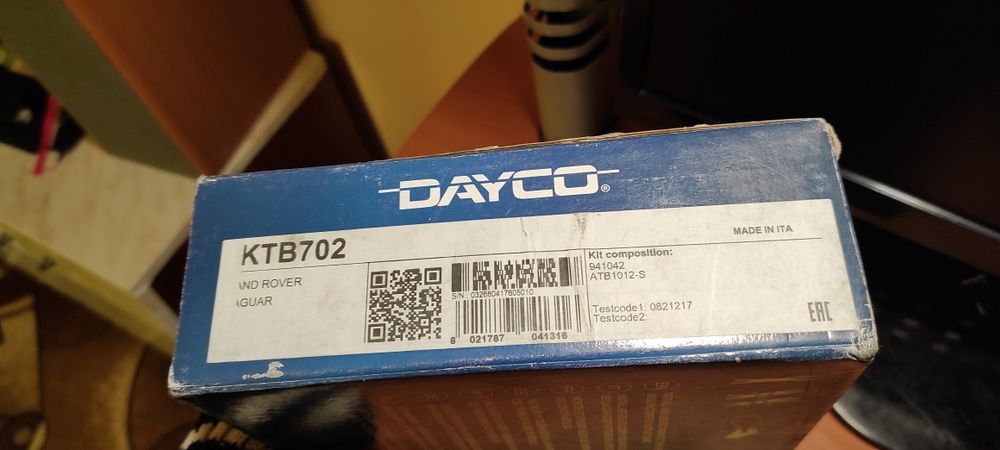 DAYCO®
KTB702
MADE IN ITA
AND ROVER
AGUAR
S/N : 032680417605010
8 021787 041316
Kit composition:
941042
ATB1012-S
Testcode1: 0821217
Testcode2:
EAC